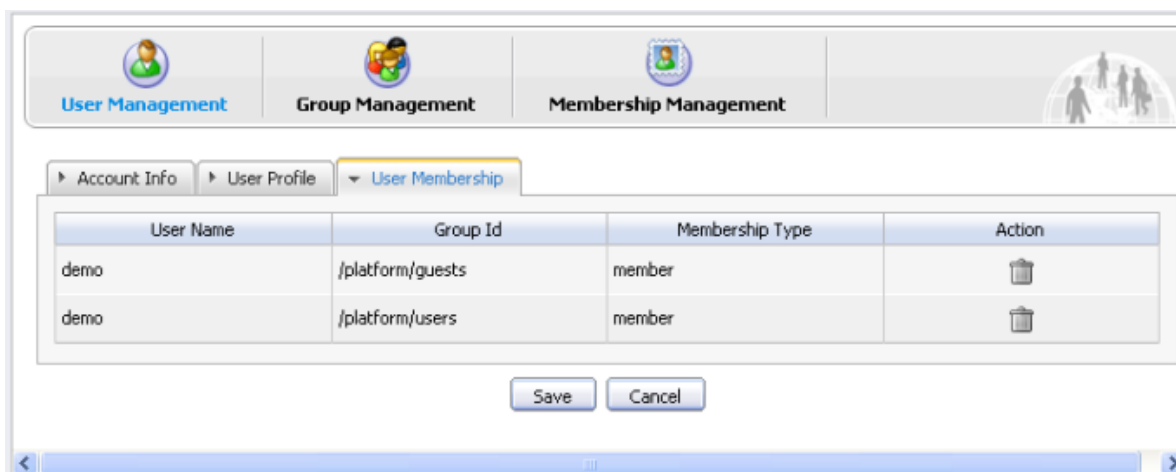 User Management Group Management Membership Management
Account Info User Profile User Membership
User Name Group Id Membership Type Action
demo /platform/guests member
demo /platform/users member
Save Cancel